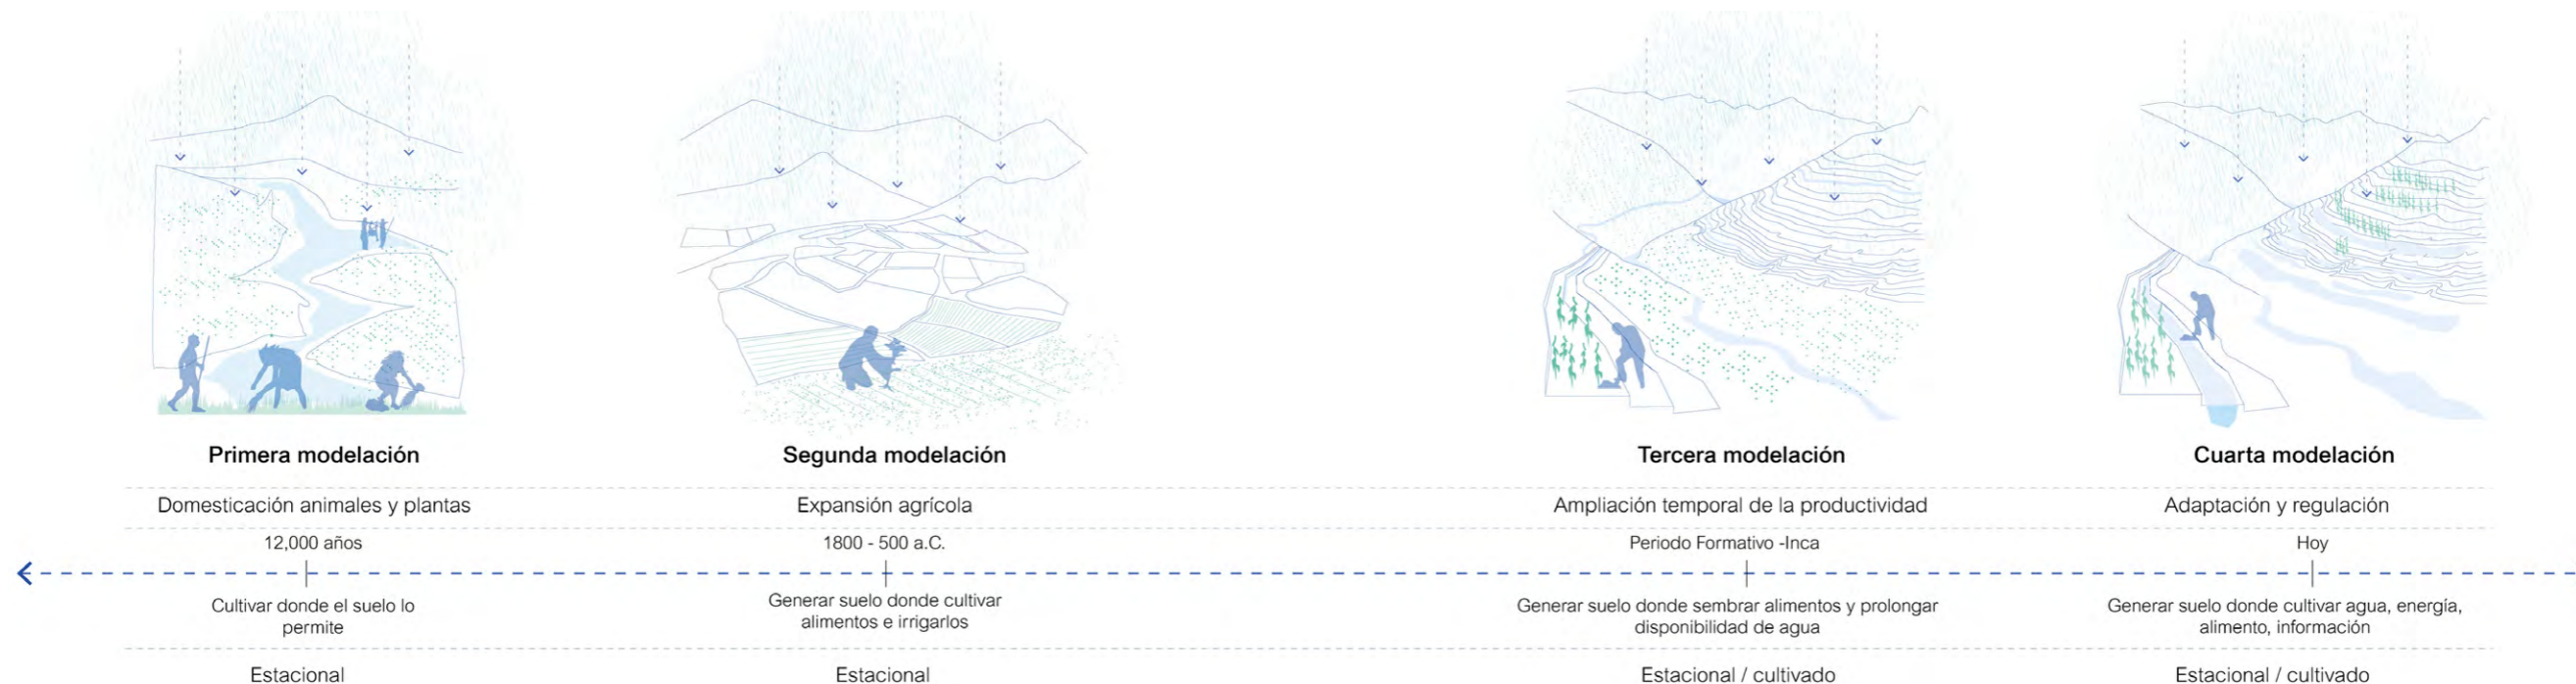 Primera modelación
Segunda modelación
Tercera modelación
Cuarta modelación
Domesticación animales y plantas
Expansión agrícola
Ampliación temporal de la productividad
Adaptación y regulación
12,000 años
1800 - 500 a.C.
Periodo Formativo -Inca
Hoy
Cultivar donde el suelo lo
permite
Generar suelo donde cultivar
alimentos e irrigarlos
Generar suelo donde sembrar alimentos y prolongar
disponibilidad de agua
Generar suelo donde cultivar agua, energía,
alimento, información
Estacional
Estacional
Estacional / cultivado
Estacional / cultivado